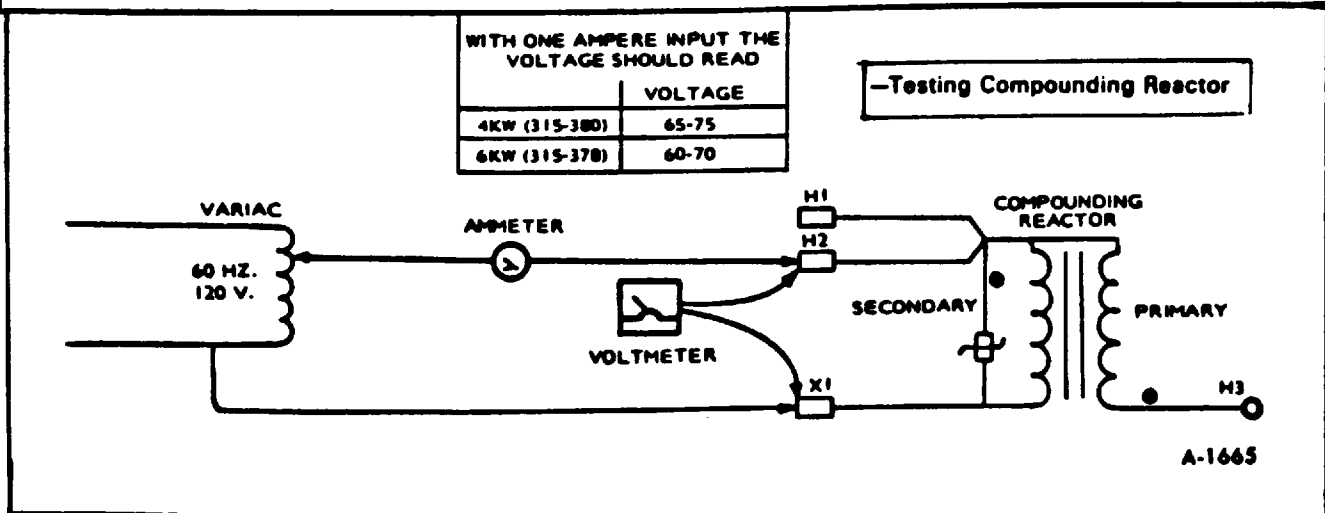 WITH ONE AMPERE INPUT THE
VOLTAGE SHOULD READ
VOLTAGE
4KW (315-380) 65-75
6KW (315-378) 60-70
—Testing Compounding Reactor
VARIAC
60 HZ.
120 V.
AMMETER
VOLTMETER
H1
H2
X1
COMPOUNDING
REACTOR
SECONDARY
PRIMARY
H3
A-1665